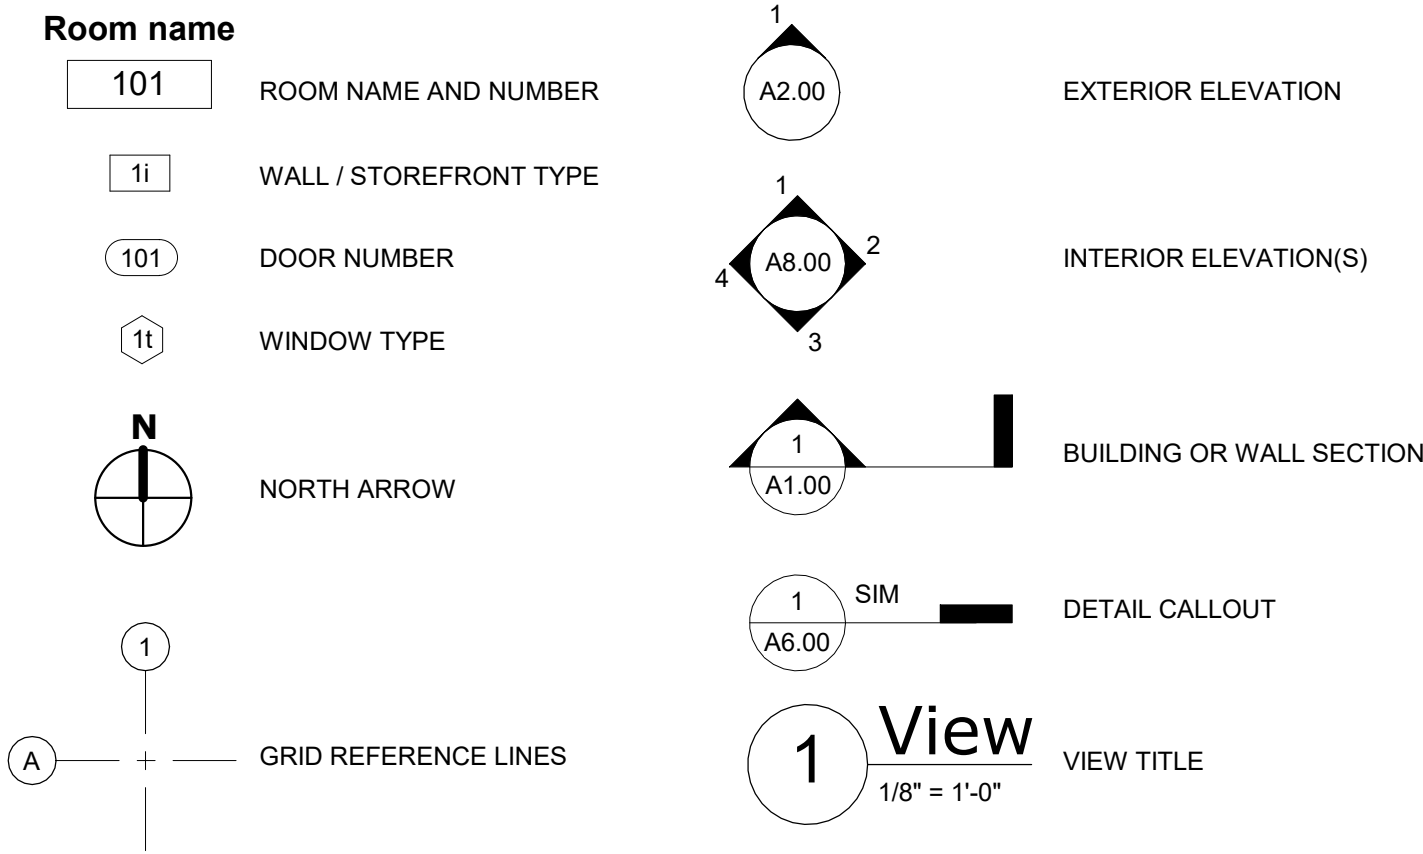 Room name
101
ROOM NAME AND NUMBER
1i
WALL / STOREFRONT TYPE
101
DOOR NUMBER
1t
WINDOW TYPE
N
NORTH ARROW
1
A
GRID REFERENCE LINES
1
A2.00
EXTERIOR ELEVATION
1
2
A8.00
4
3
INTERIOR ELEVATION(S)
1
A1.00
BUILDING OR WALL SECTION
1
SIM
A6.00
DETAIL CALLOUT
1
View
1/8" = 1'-0"
VIEW TITLE